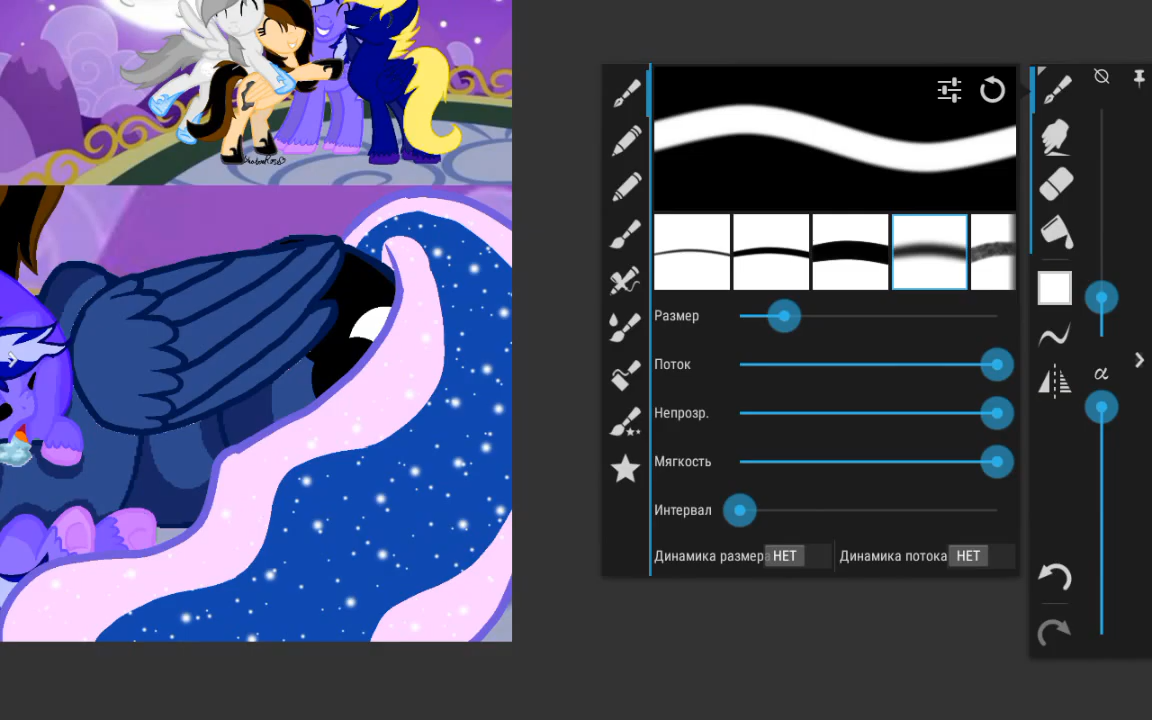 Размер
Поток
Непрозр.
Мягкость
Интервал
Динамика размер НЕТ Динамика потока НЕТ
α